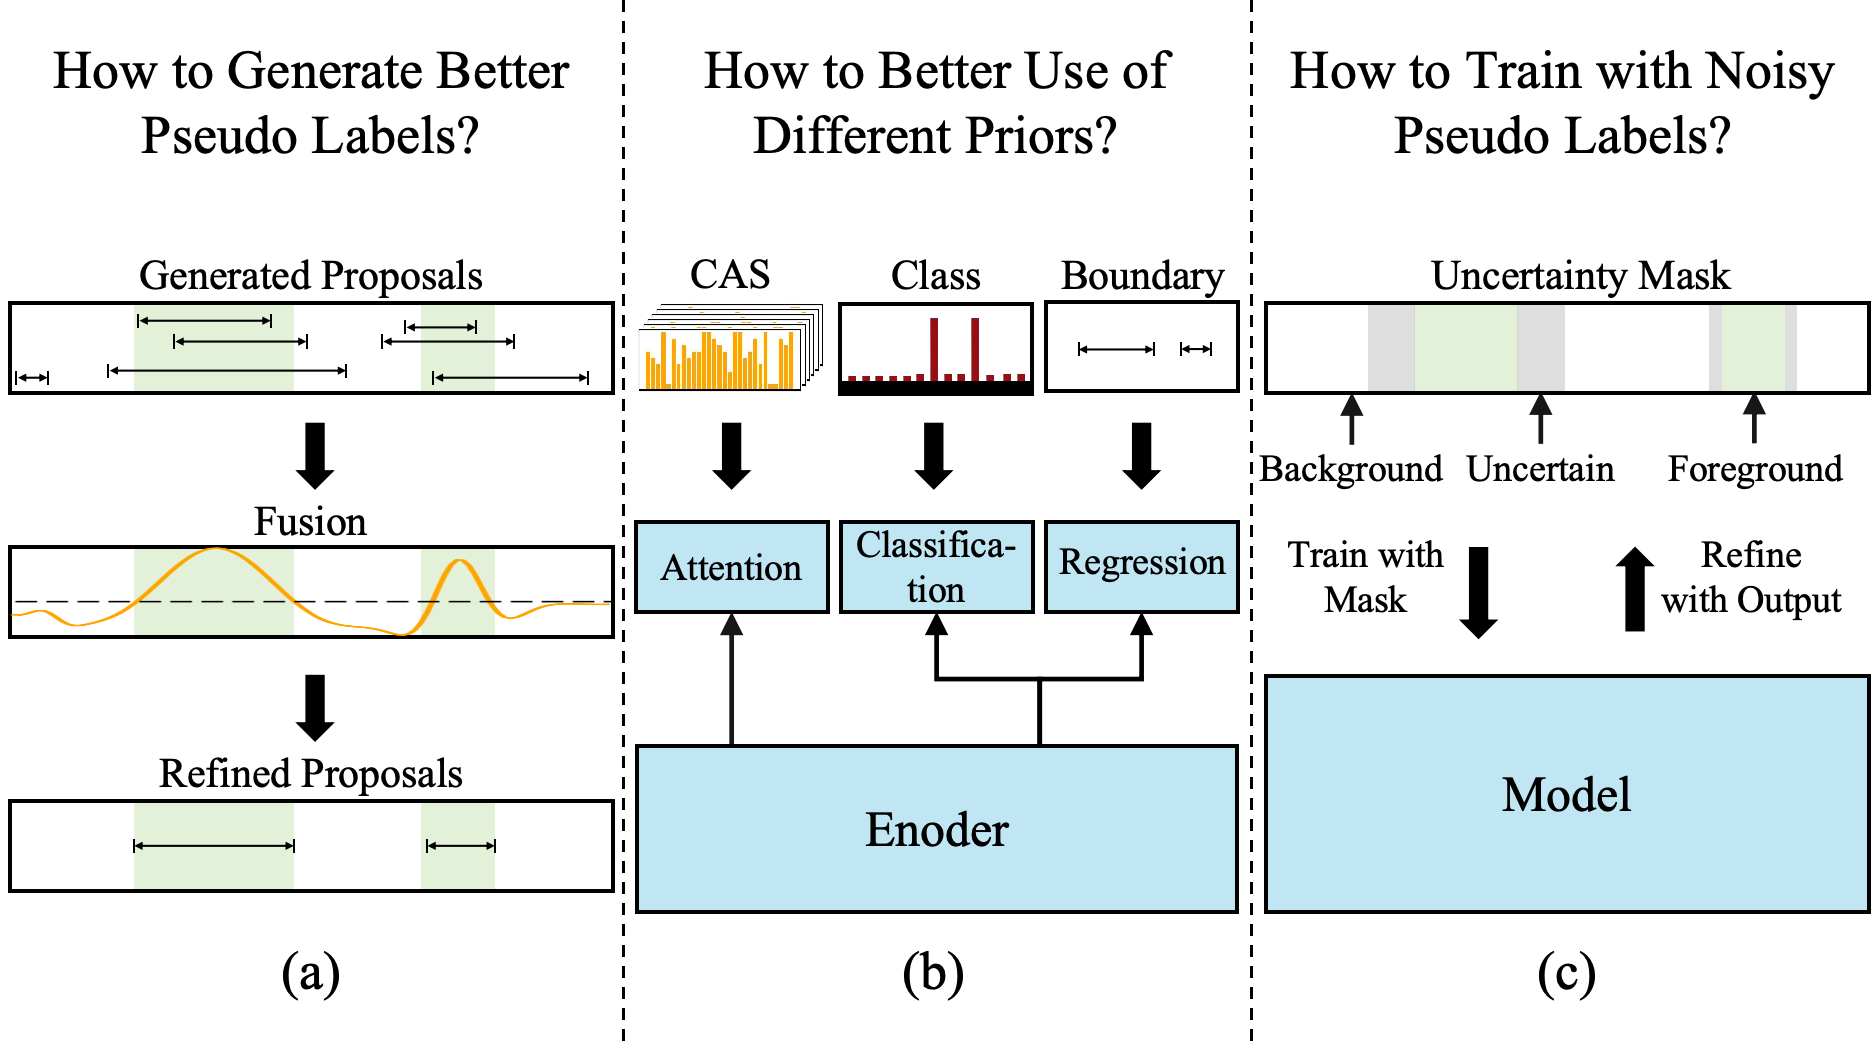 How to Generate Better
Pseudo Labels?
Generated Proposals
Fusion
Refined Proposals
(a)
How to Better Use of
Different Priors?
CAS
Class
Boundary
Attention
Classifica-
tion
Regression
Enoder
(b)
How to Train with Noisy
Pseudo Labels?
Uncertainty Mask
Background
Uncertain
Foreground
Train with
Mask
Refine
with Output
Model
(c)